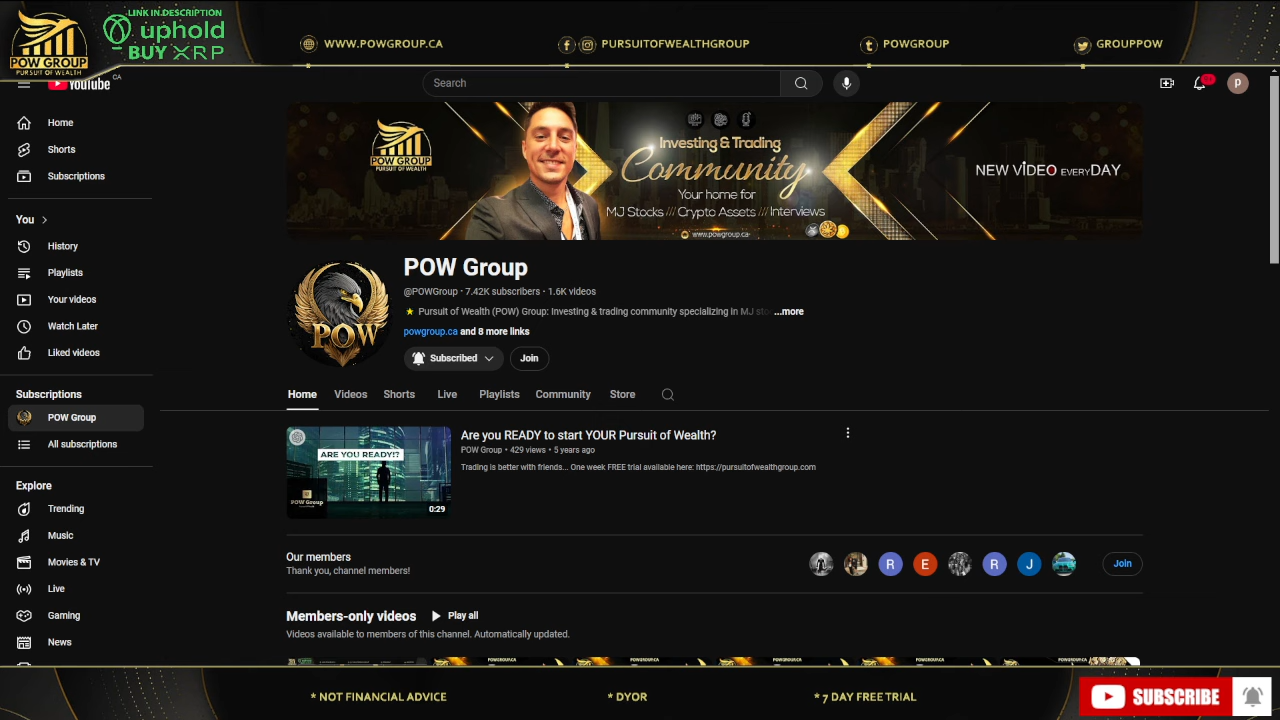 LINK IN DESCRIPTION
uphold
BUY XRP
POW GROUP
PURSUIT OF WEALTH
WWW.POWGROUP.CA
PURSUITOFWEALTHGROUP
POWGROUP
GROUPPOW
YouTube CA
Search
P
Home
Shorts
Subscriptions
You
History
Playlists
Your videos
Watch Later
Liked videos
Subscriptions
POW Group
All subscriptions
Explore
Trending
Music
Movies & TV
Live
Gaming
News
POW GROUP
PURSUIT OF WEALTH
Investing & Trading
Community
Your home for
MJ Stocks /// Crypto Assets /// Interviews
www.powgroup.ca
NEW VIDEO EVERYDAY
POW
POW Group
@POWGroup • 7.42K subscribers • 1.6K videos
Pursuit of Wealth (POW) Group: Investing & trading community specializing in MJ sto ...more
powgroup.ca and 8 more links
Subscribed
Join
Home Videos Shorts Live Playlists Community Store
ARE YOU READY!?
POW Group
0:29
Are you READY to start YOUR Pursuit of Wealth?
POW Group • 429 views • 5 years ago
Trading is better with friends... One week FREE trial available here: https://pursuitofwealthgroup.com
Our members
Thank you, channel members!
R E R J
Join
Members-only videos Play all
Videos available to members of this channel. Automatically updated.
* NOT FINANCIAL ADVICE
* DYOR
* 7 DAY FREE TRIAL
SUBSCRIBE